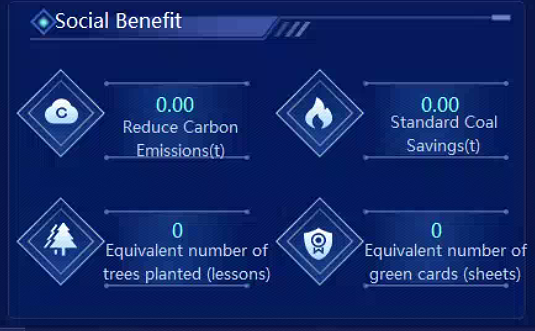 Social Benefit
0.00
Reduce Carbon
Emissions(t)
0.00
Standard Coal
Savings(t)
0
Equivalent number of
trees planted (lessons)
0
Equivalent number of
green cards (sheets)